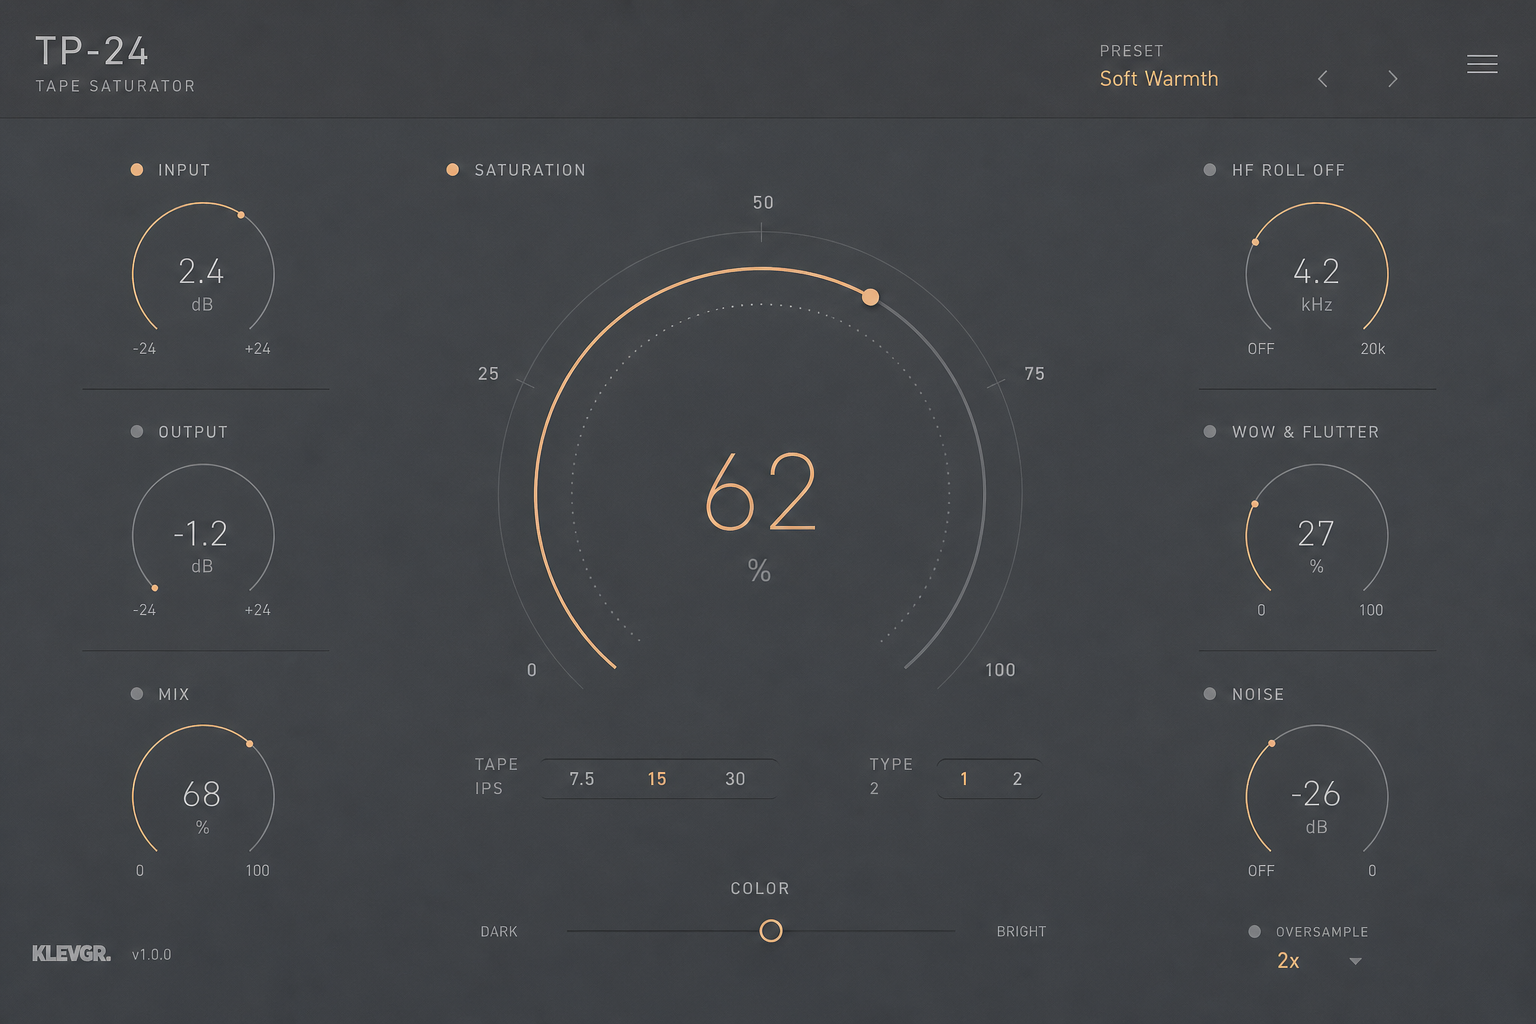 TP-24
TAPE SATURATOR
PRESET
Soft Warmth
INPUT
2.4
dB
-24 +24
OUTPUT
-1.2
dB
-24 +24
MIX
68
%
0 100
SATURATION
50
25 75
62
%
0 100
TAPE
IPS
7.5 15 30
TYPE
2
1 2
COLOR
DARK BRIGHT
HF ROLL OFF
4.2
kHz
OFF 20k
WOW & FLUTTER
27
%
0 100
NOISE
-26
dB
OFF 0
OVERSAMPLE
2x
KLEVGR. v1.0.0